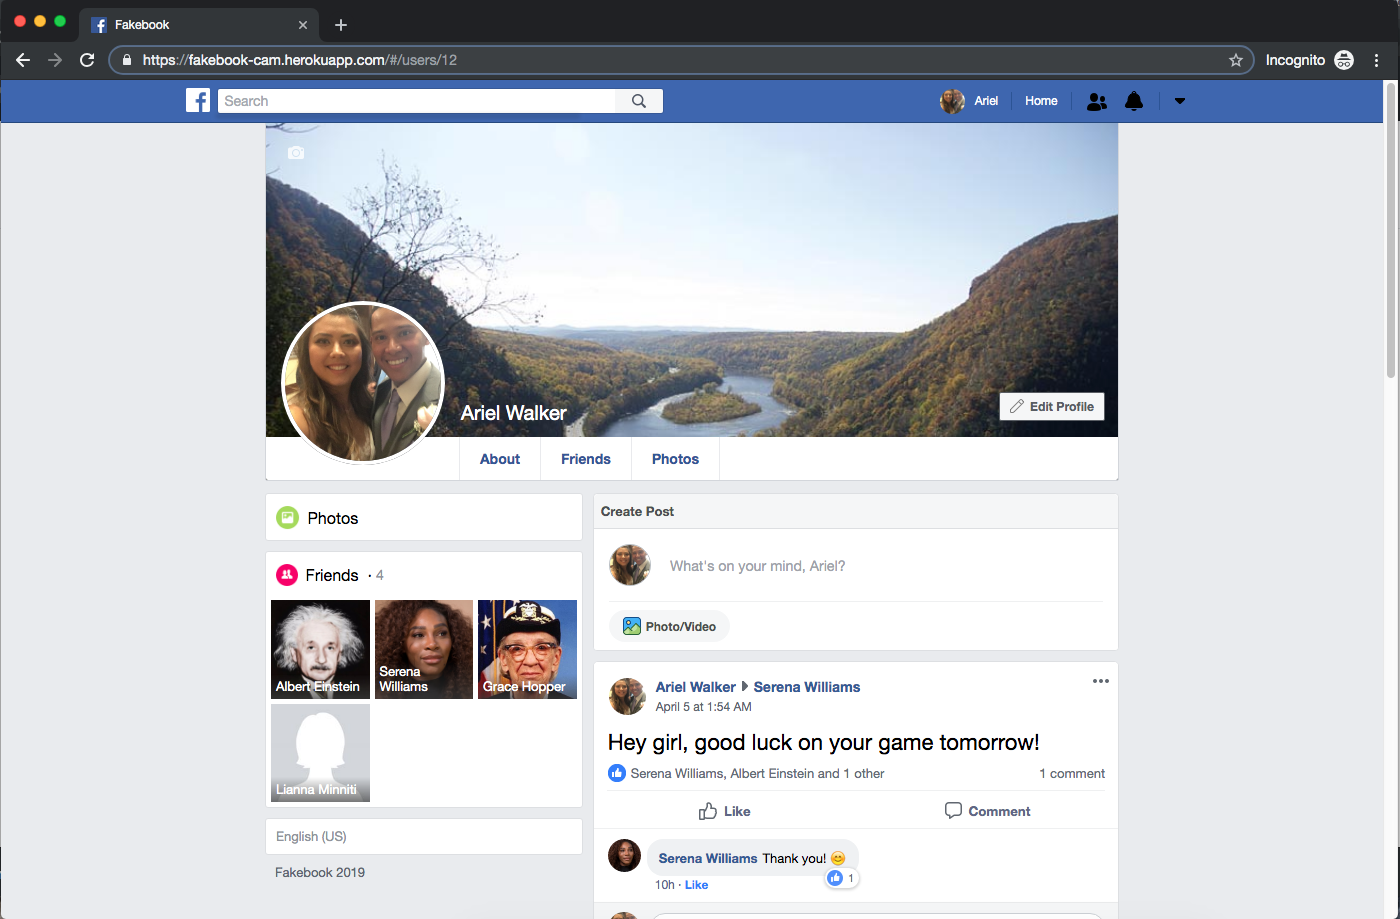 Fakebook
https://fakebook-cam.herokuapp.com/#/users/12
Incognito
Search
Ariel
Home
Ariel Walker
Edit Profile
About
Friends
Photos
Photos
Friends · 4
Albert Einstein
Serena
Williams
Grace Hopper
Lianna Minniti
English (US)
Fakebook 2019
Create Post
What's on your mind, Ariel?
Photo/Video
Ariel Walker Serena Williams
April 5 at 1:54 AM
Hey girl, good luck on your game tomorrow!
Serena Williams, Albert Einstein and 1 other
1 comment
Like
Comment
Serena Williams Thank you! 😊
1
10h · Like